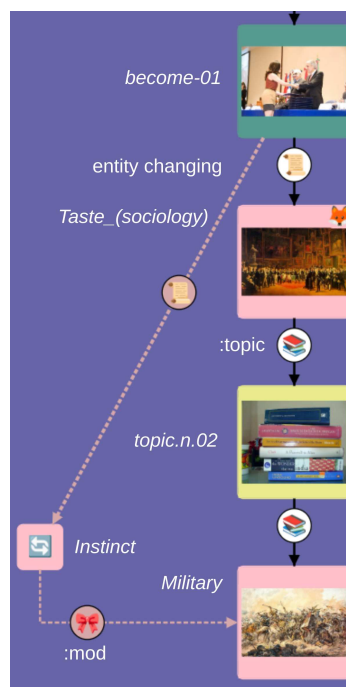 become-01
entity changing
Taste_(sociology)
:topic
topic.n.02
Instinct
Military
:mod